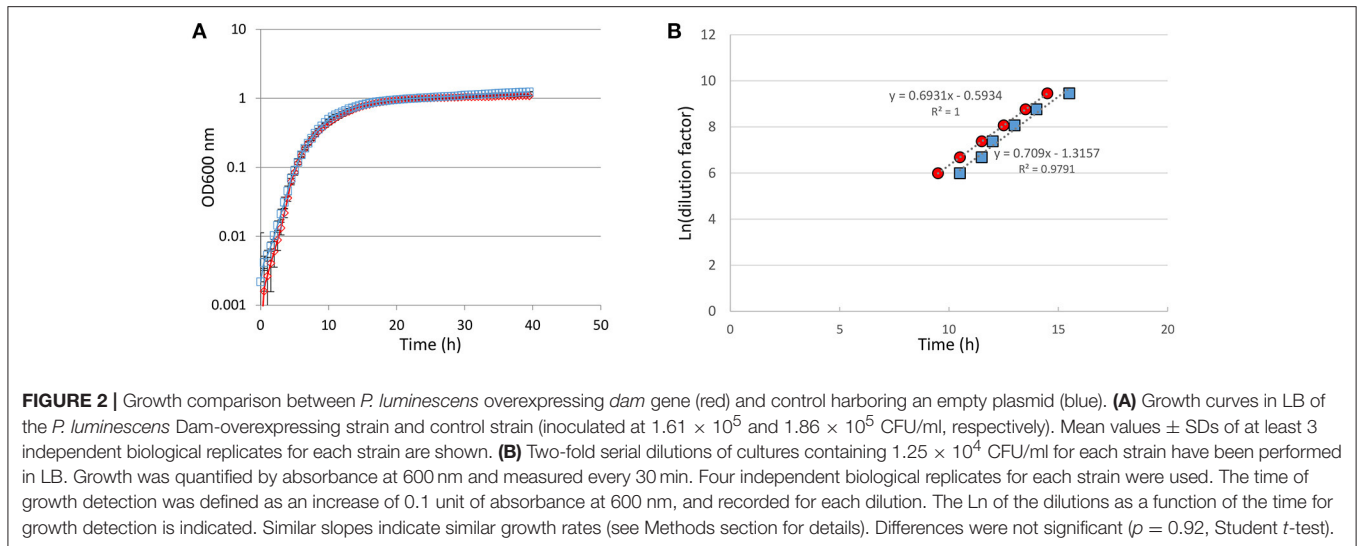 A
B
10
1
0.1
0.01
0.001
OD600 nm
0
10
20
30
40
50
Time (h)
12
10
8
6
4
2
0
Ln(dilution factor)
y = 0.6931x - 0.5934
R² = 1
y = 0.709x - 1.3157
R² = 0.9791
0
5
10
15
20
Time (h)
FIGURE 2 | Growth comparison between P. luminescens overexpressing dam gene (red) and control harboring an empty plasmid (blue). (A) Growth curves in LB of
the P. luminescens Dam-overexpressing strain and control strain (inoculated at 1.61 × 10⁵ and 1.86 × 10⁵ CFU/ml, respectively). Mean values ± SDs of at least 3
independent biological replicates for each strain are shown. (B) Two-fold serial dilutions of cultures containing 1.25 × 10⁴ CFU/ml for each strain have been performed
in LB. Growth was quantified by absorbance at 600 nm and measured every 30 min. Four independent biological replicates for each strain were used. The time of
growth detection was defined as an increase of 0.1 unit of absorbance at 600 nm, and recorded for each dilution. The Ln of the dilutions as a function of the time for
growth detection is indicated. Similar slopes indicate similar growth rates (see Methods section for details). Differences were not significant (p = 0.92, Student t-test).